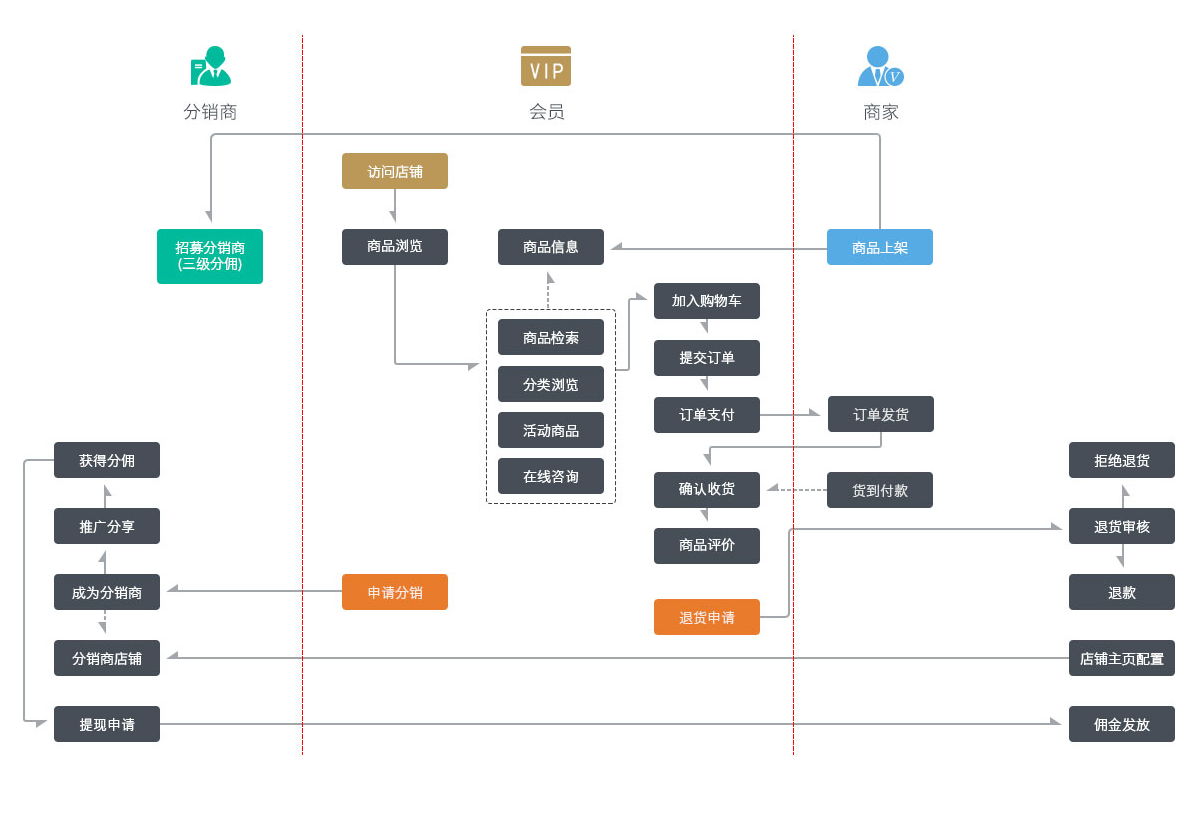 VIP
V
分销商
会员
商家
访问店铺
招募分销商
(三级分佣)
商品浏览
商品信息
商品上架
加入购物车
商品检索
提交订单
分类浏览
订单支付
订单发货
活动商品
获得分佣
拒绝退货
在线咨询
确认收货
货到付款
推广分享
退货审核
商品评价
成为分销商
申请分销
退款
退货申请
分销商店铺
店铺主页配置
提现申请
佣金发放